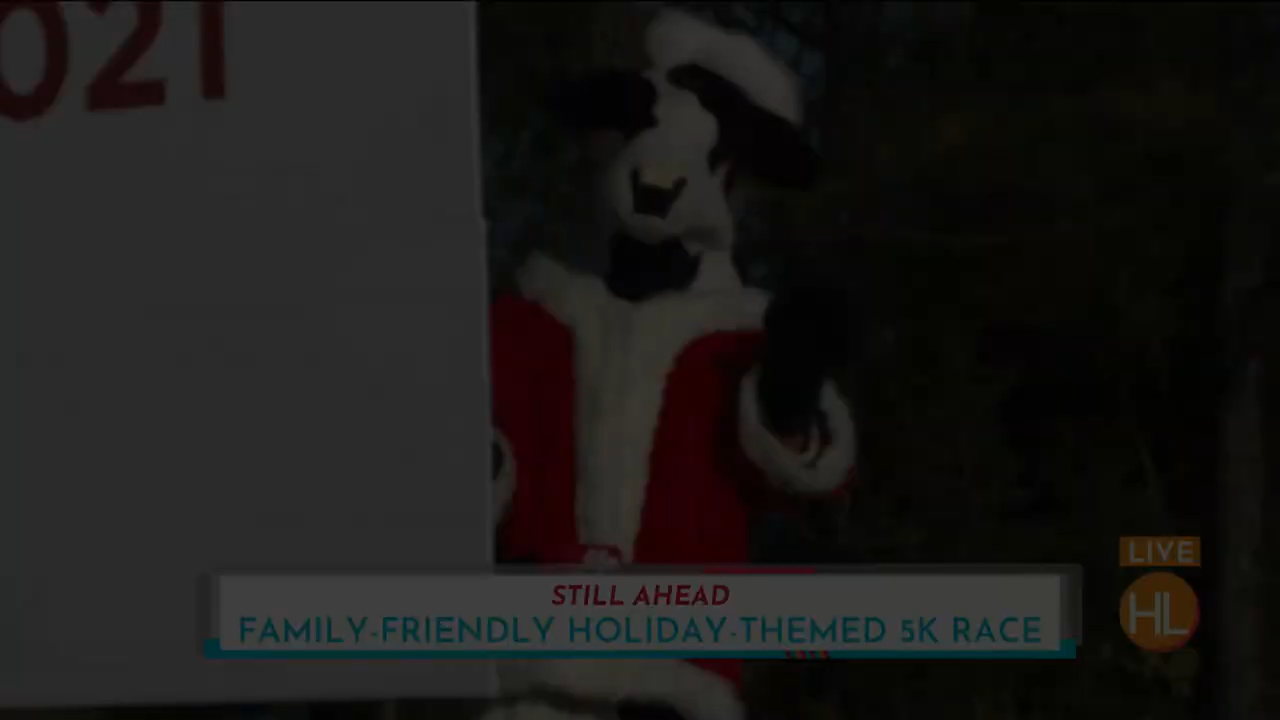 021
LIVE
HL
STILL AHEAD
FAMILY-FRIENDLY HOLIDAY-THEMED 5K RACE